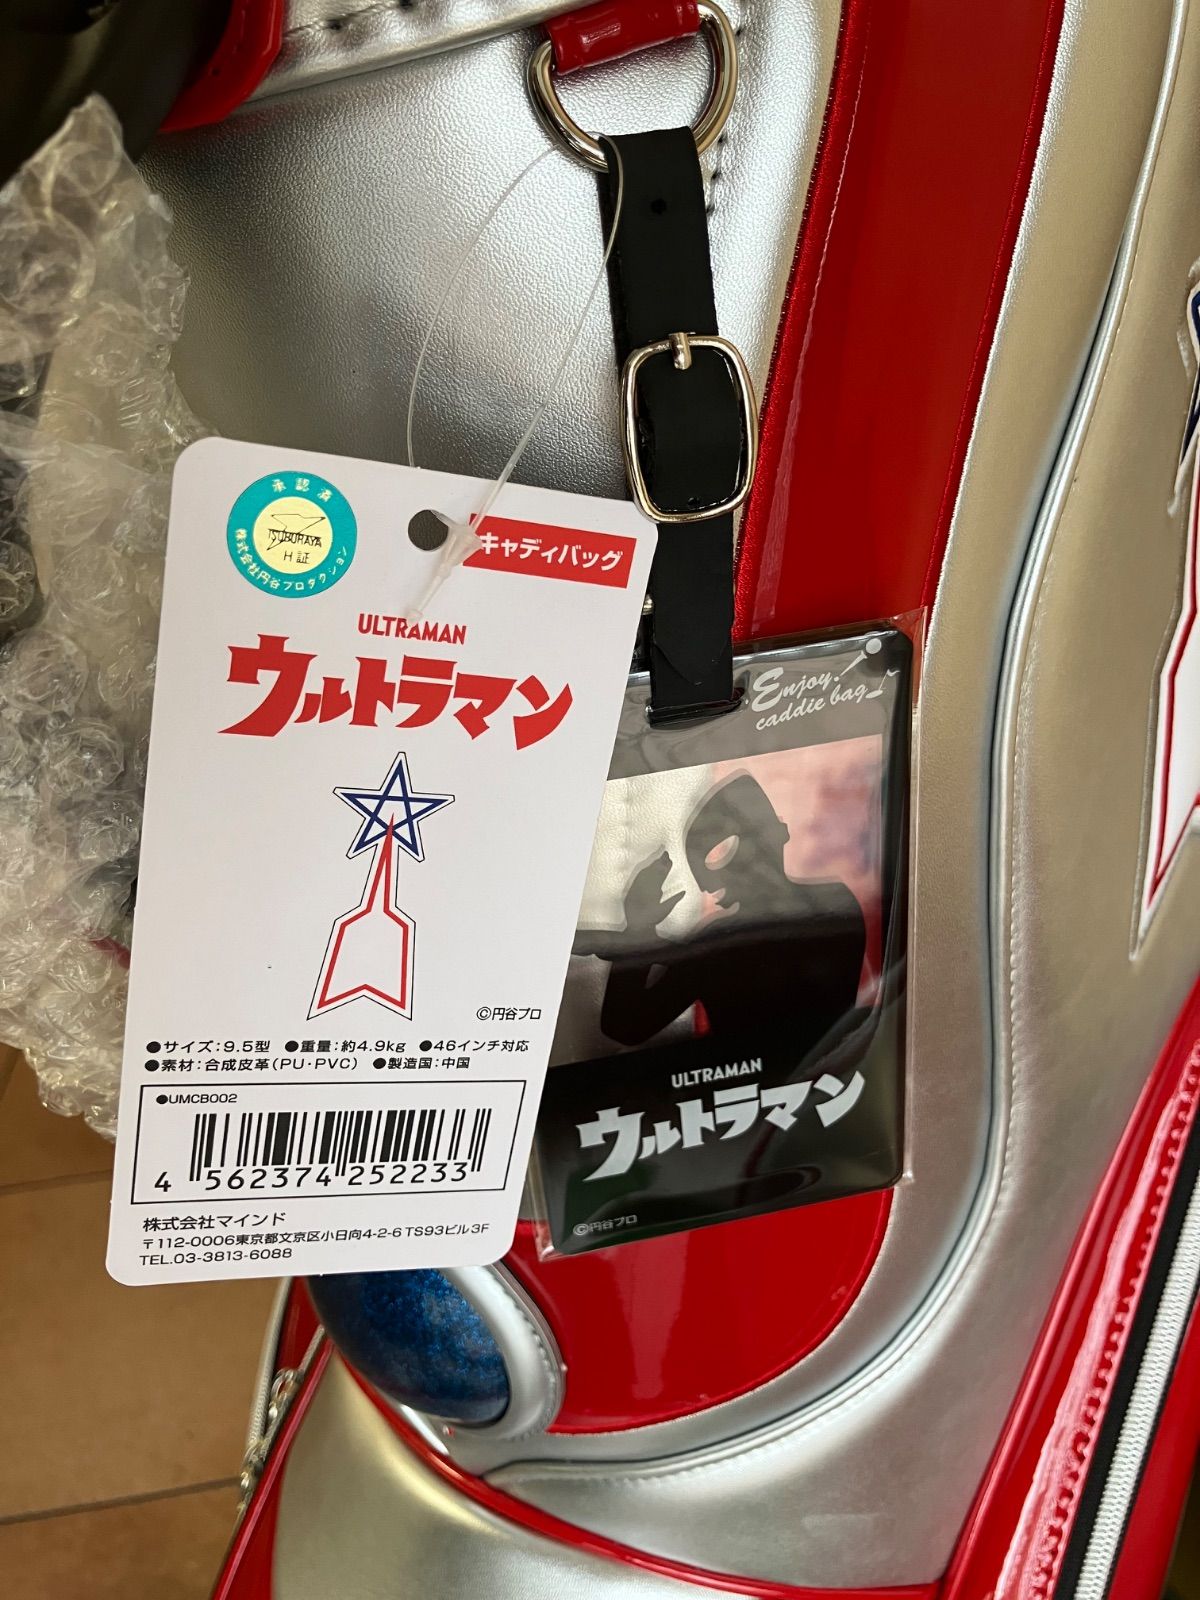 承認済
TSUBURAYA
H証
株式会社円谷プロダクション
キャディバッグ
ULTRAMAN
ウルトラマン
©円谷プロ
●サイズ:9.5型 ●重量:約4.9kg ●46インチ対応
●素材:合成皮革(PU・PVC) ●製造国:中国
●UMCB002
4 562374 252233
株式会社マインド
〒112-0006東京都文京区小日向4-2-6 TS93ビル3F
TEL.03-3813-6088
Enjoy!
caddie bag
ULTRAMAN
ウルトラマン
©円谷プロ